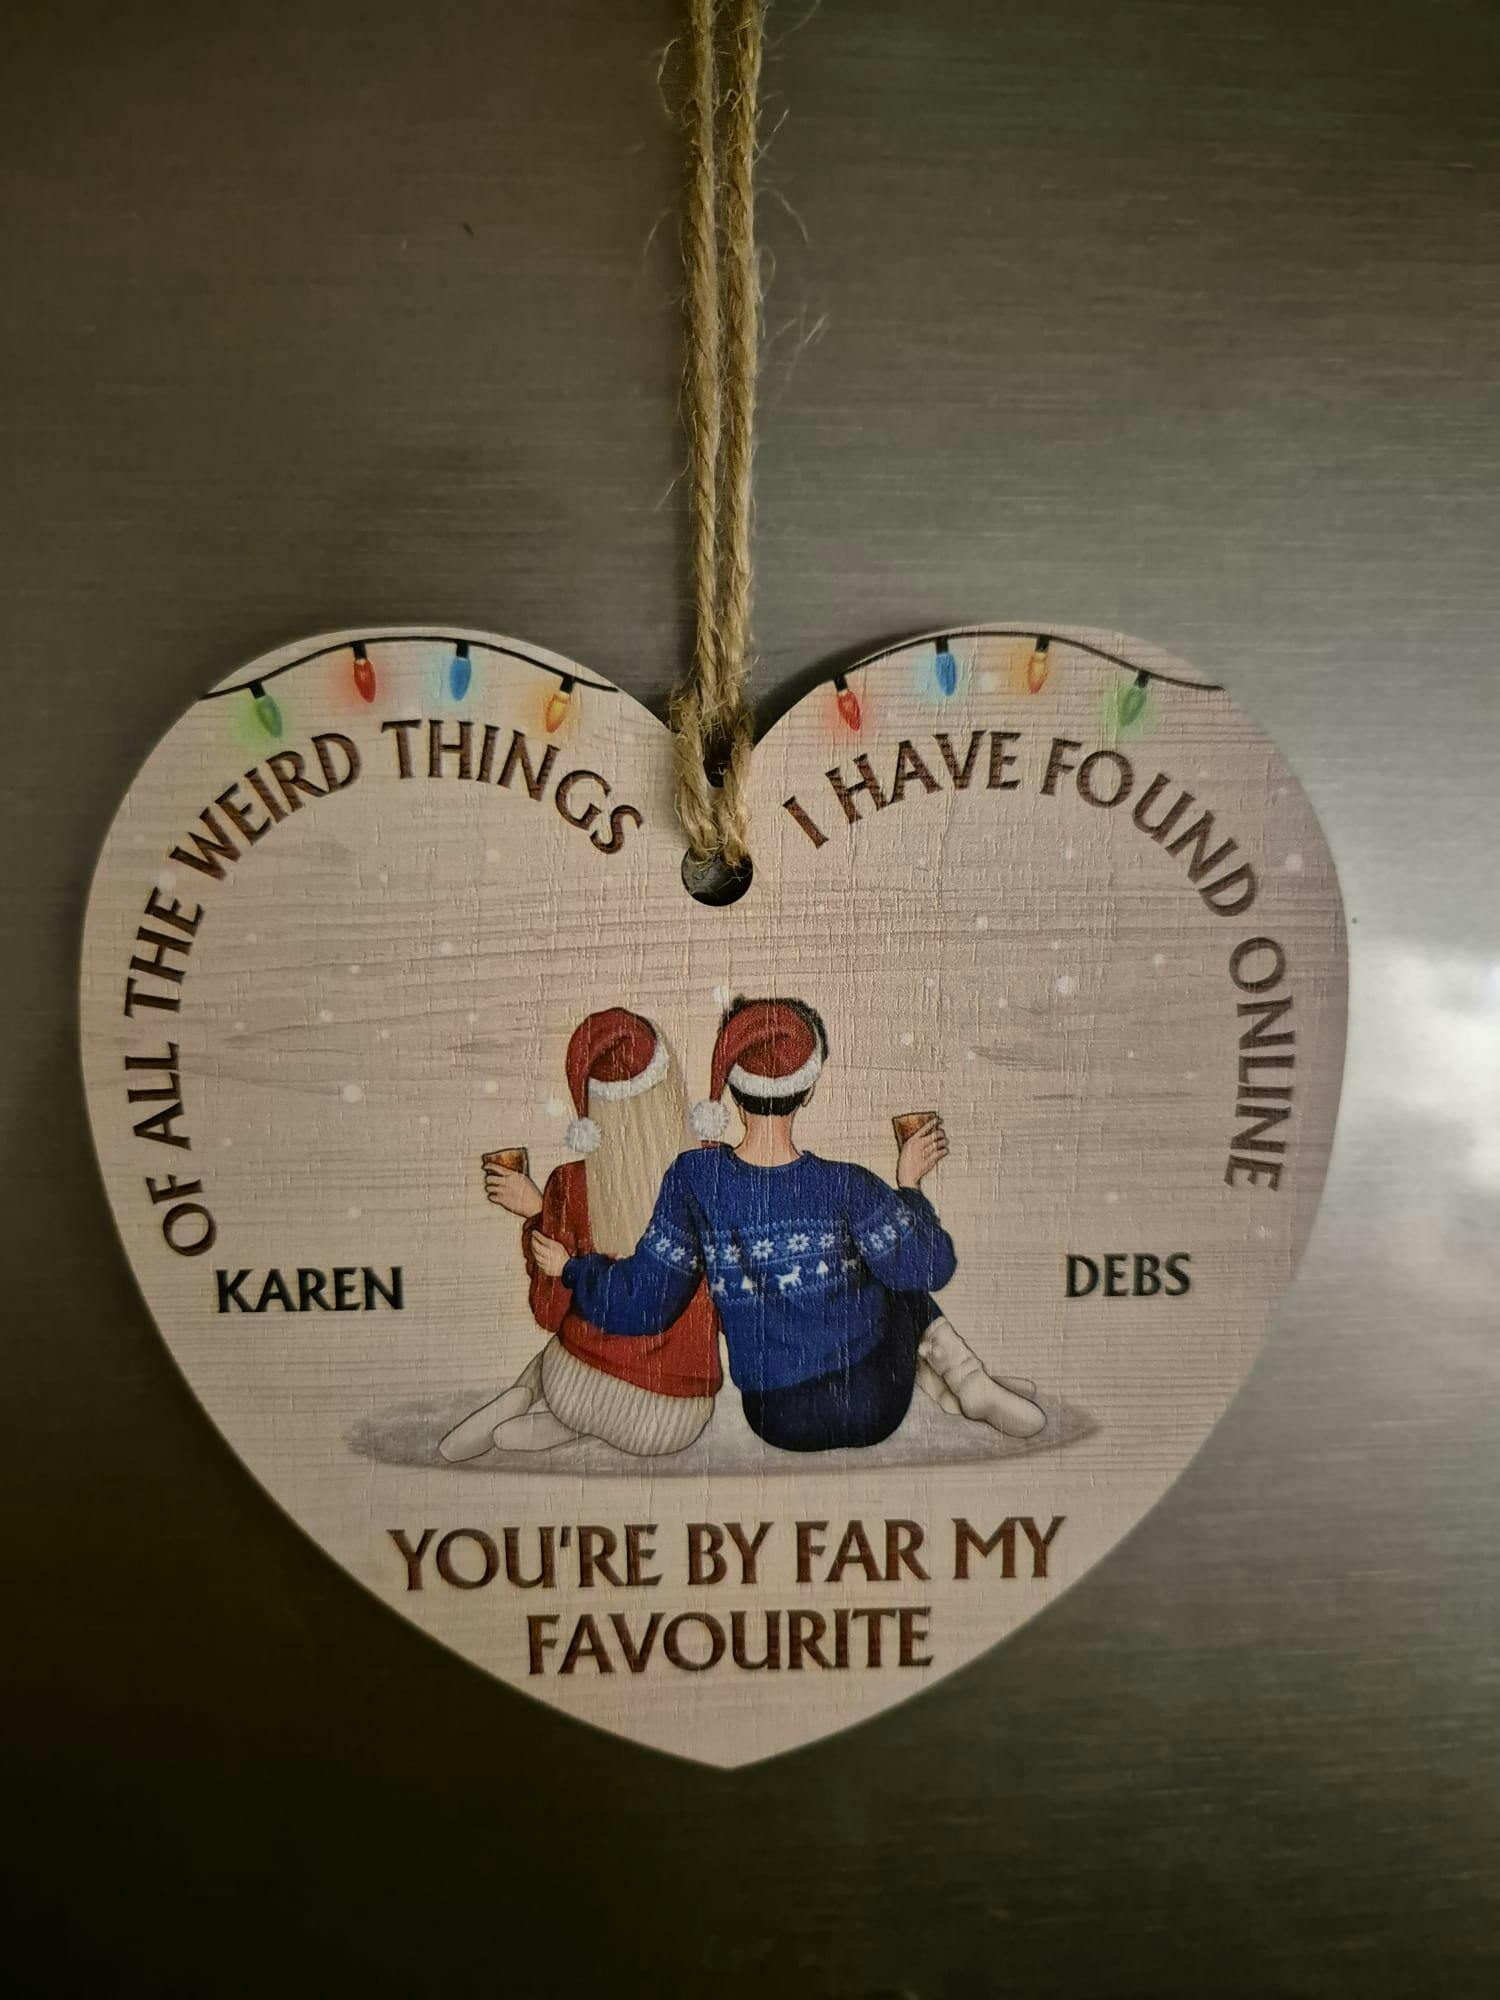 OF ALL THE WEIRD THINGS
I HAVE FOUND ONLINE
KAREN
DEBS
YOU'RE BY FAR MY
FAVOURITE